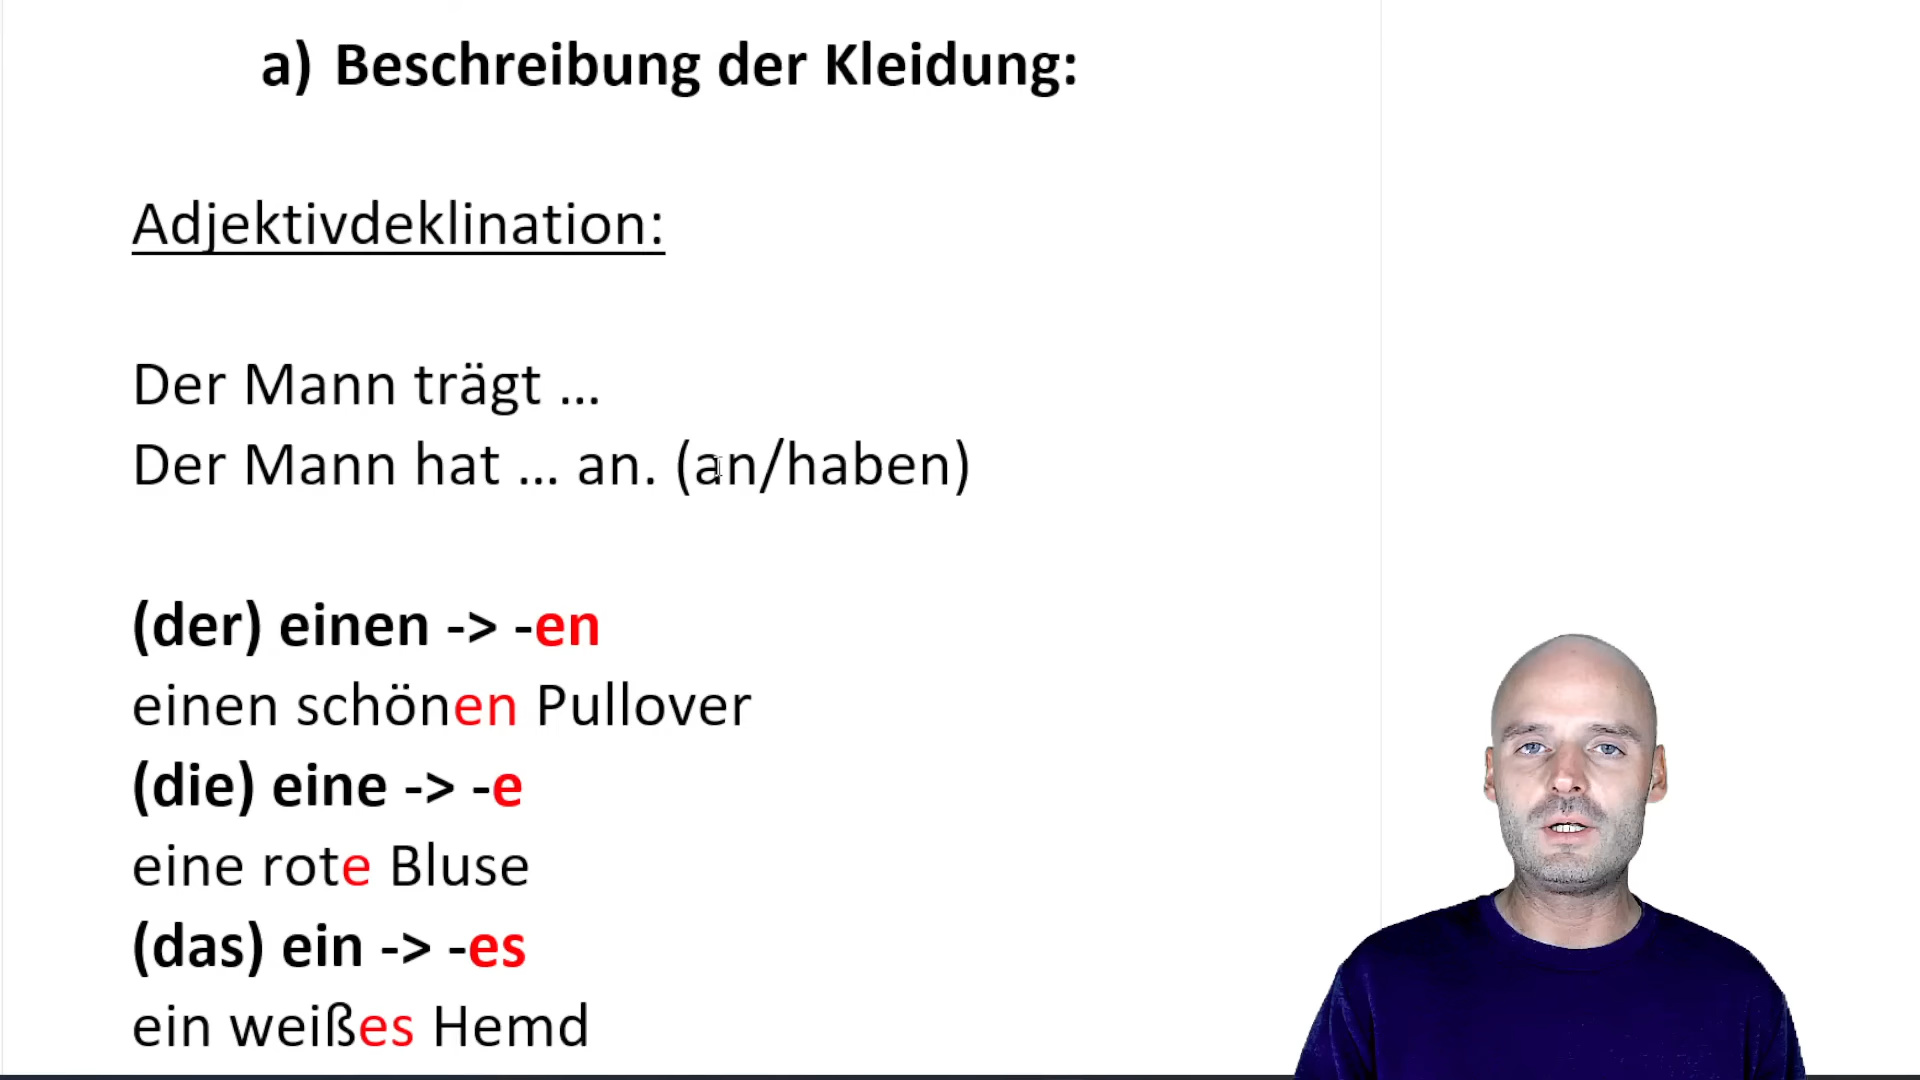 a) Beschreibung der Kleidung:
Adjektivdeklination:
Der Mann trägt ...
Der Mann hat ... an. (an/haben)
(der) einen -> -en
einen schönen Pullover
(die) eine -> -e
eine rote Bluse
(das) ein -> -es
ein weißes Hemd